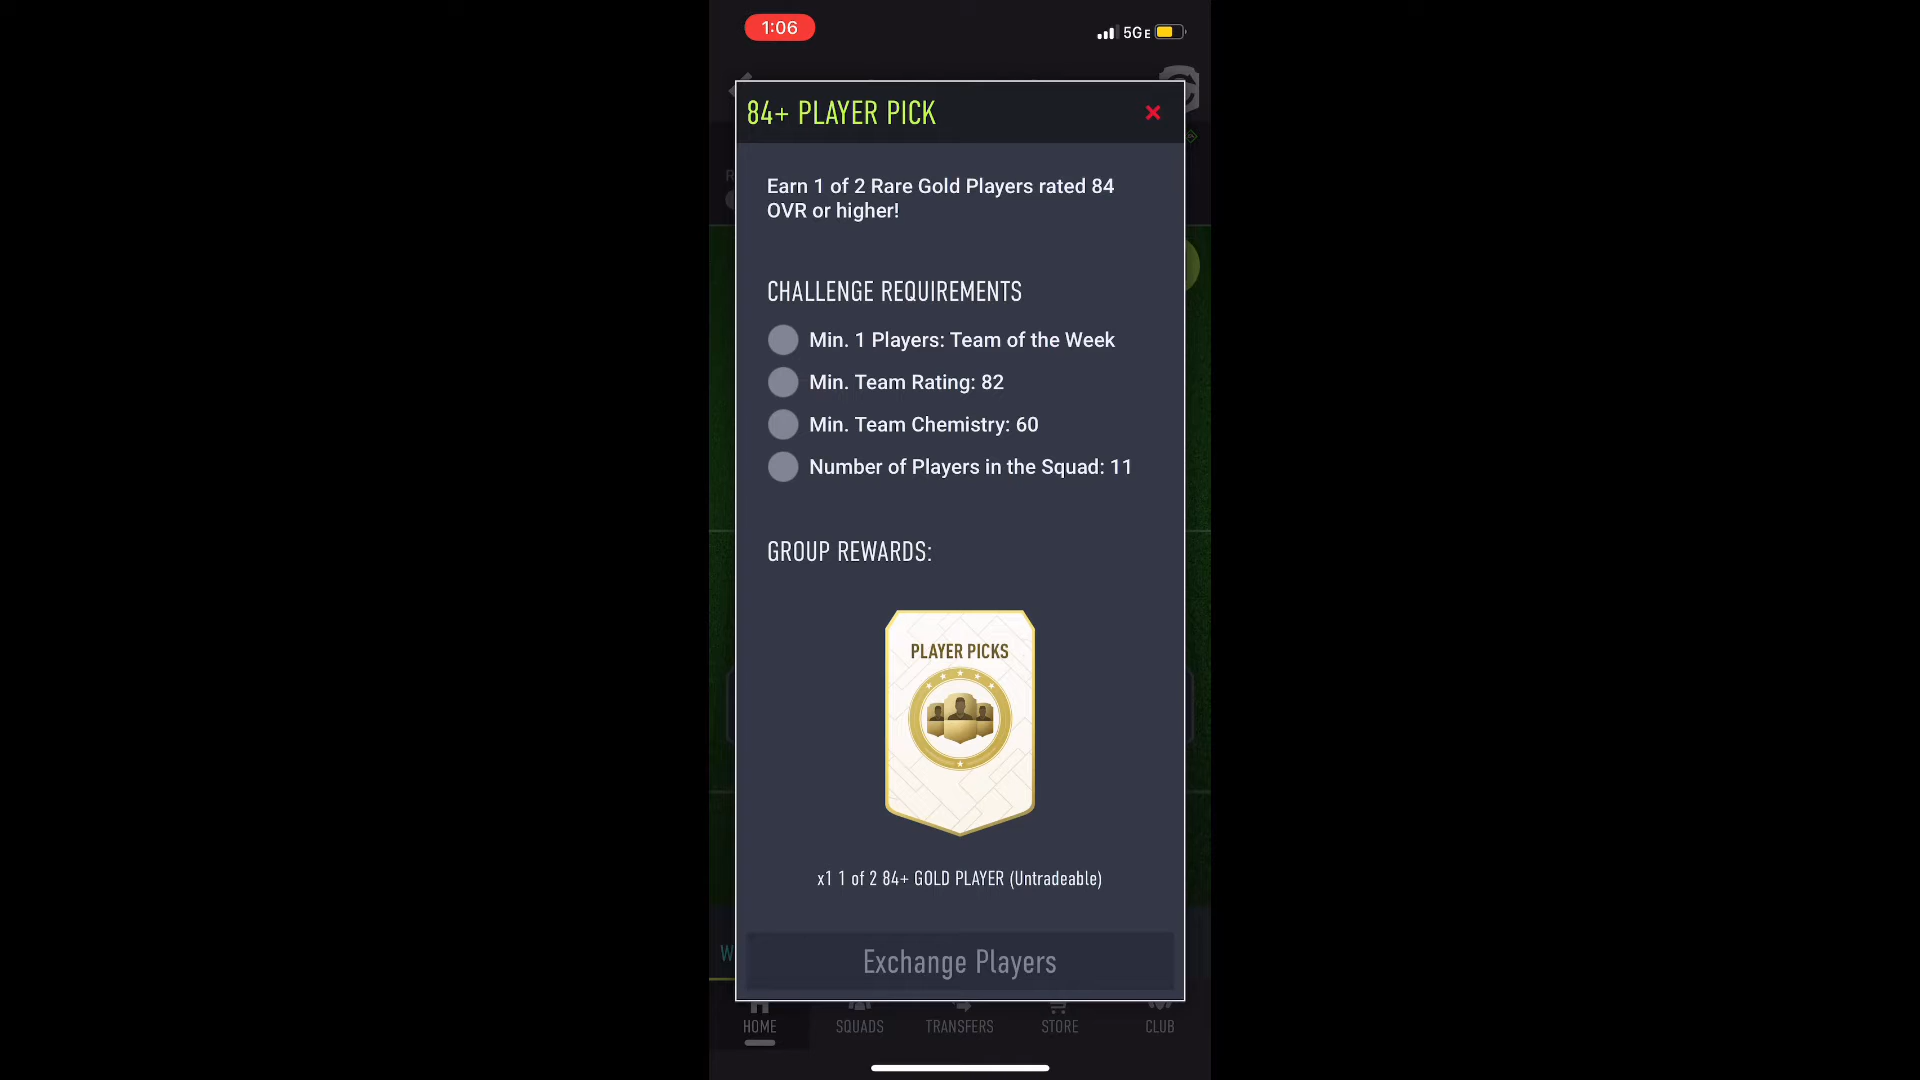 1:06
5GE
84+ PLAYER PICK
Earn 1 of 2 Rare Gold Players rated 84
OVR or higher!
CHALLENGE REQUIREMENTS
Min. 1 Players: Team of the Week
Min. Team Rating: 82
Min. Team Chemistry: 60
Number of Players in the Squad: 11
GROUP REWARDS:
PLAYER PICKS
x1 1 of 2 84+ GOLD PLAYER (Untradeable)
Exchange Players
HOME
SQUADS
TRANSFERS
STORE
CLUB